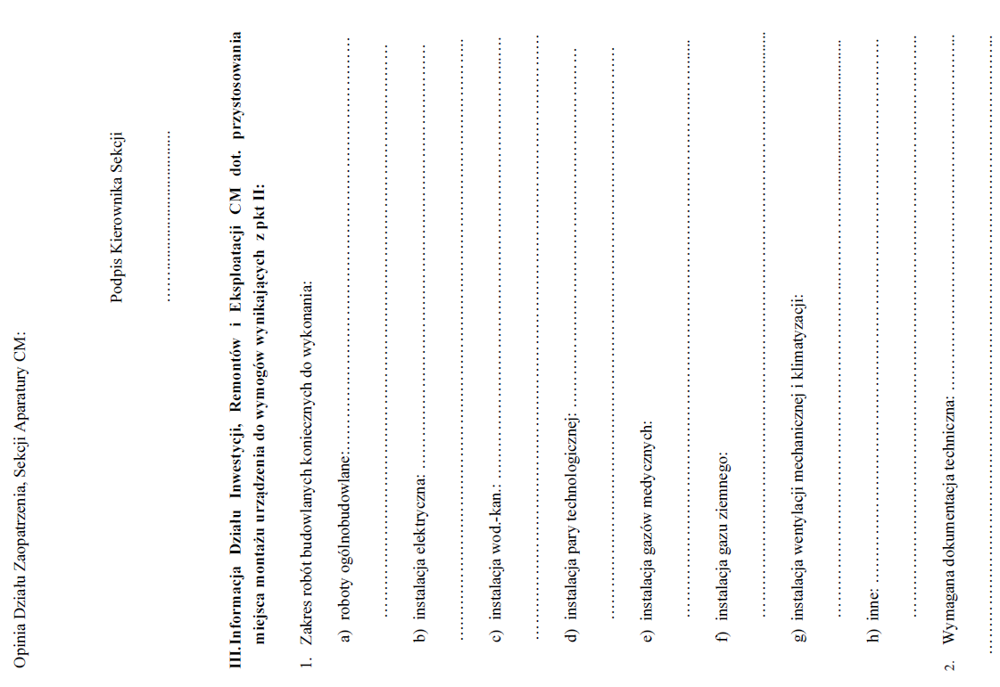 Opinia Działu Zaopatrzenia, Sekcji Aparatury CM:
Podpis Kierownika Sekcji
…….................................
III.Informacja Działu Inwestycji, Remontów i Eksploatacji CM dot. przystosowania
miejsca montażu urządzenia do wymogów wynikających z pkt II:
1. Zakres robót budowlanych koniecznych do wykonania:
a) roboty ogólnobudowlane:……………………………………………………
………………………………………………………………………………
b) instalacja elektryczna: ………………………………………………………
………………………………………………………………………………
c) instalacja wod.-kan.: …………………………………………………………
………………………………………………………………………………
d) instalacja pary technologicznej: ………………………………………………
………………………………………………………………………………
e) instalacja gazów medycznych:
………………………………………………………………………………
f) instalacja gazu ziemnego:
………………………………………………………………………………
g) instalacja wentylacji mechanicznej i klimatyzacji:
………………………………………………………………………………
h) inne: …………………………………………………………………………
………………………………………………………………………………
2. Wymagana dokumentacja techniczna: ………………………………………………
……………………………………………………………………………………